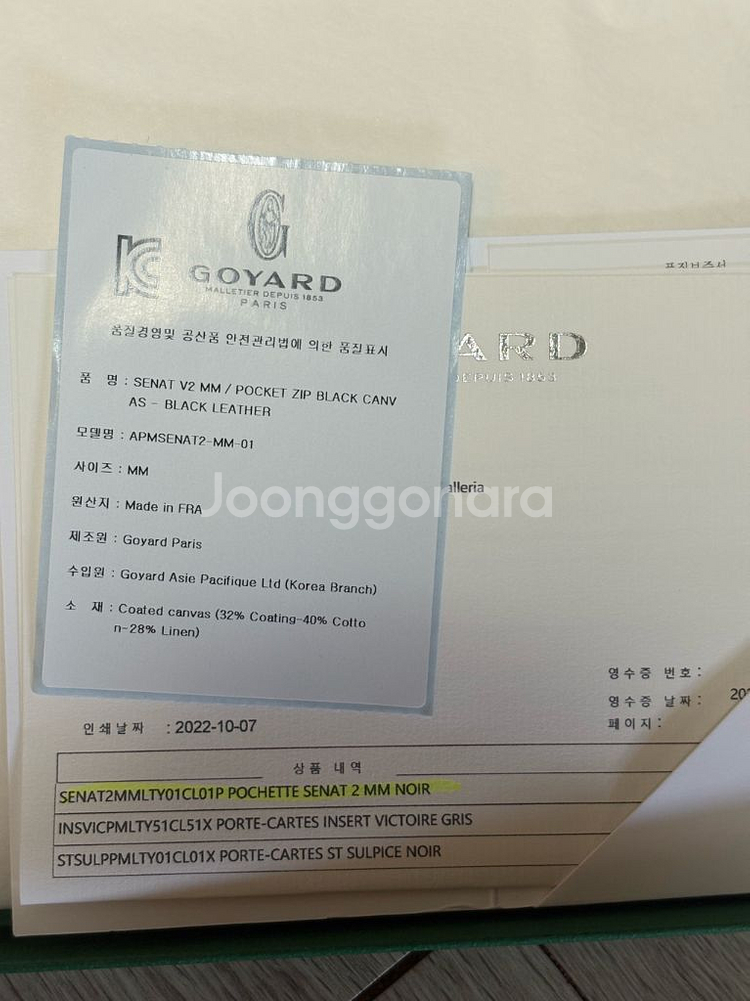 GOYARD
MALLETIER DEPUIS 1853
PARIS
품질경영및 공산품 안전관리법에 의한 품질표시
품 명 : SENAT V2 MM / POCKET ZIP BLACK CANV
AS - BLACK LEATHER
모델명 : APMSENAT2-MM-01
사이즈 : MM
원산지 : Made in FRA
제조원 : Goyard Paris
수입원 : Goyard Asie Pacifique Ltd (Korea Branch)
소 재 : Coated canvas (32% Coating-40% Cotto
n-28% Linen)
품질보증서
ARD
DEPUIS 1853
alleria
Joonggonara
영수증 번호 :
영수증 날짜 : 202
페이지 :
인쇄날짜 : 2022-10-07
상품 내역
SENAT2MMLTY01CL01P POCHETTE SENAT 2 MM NOIR
INSVICPMLTY51CL51X PORTE-CARTES INSERT VICTOIRE GRIS
STSULPPMLTY01CL01X PORTE-CARTES ST SULPICE NOIR